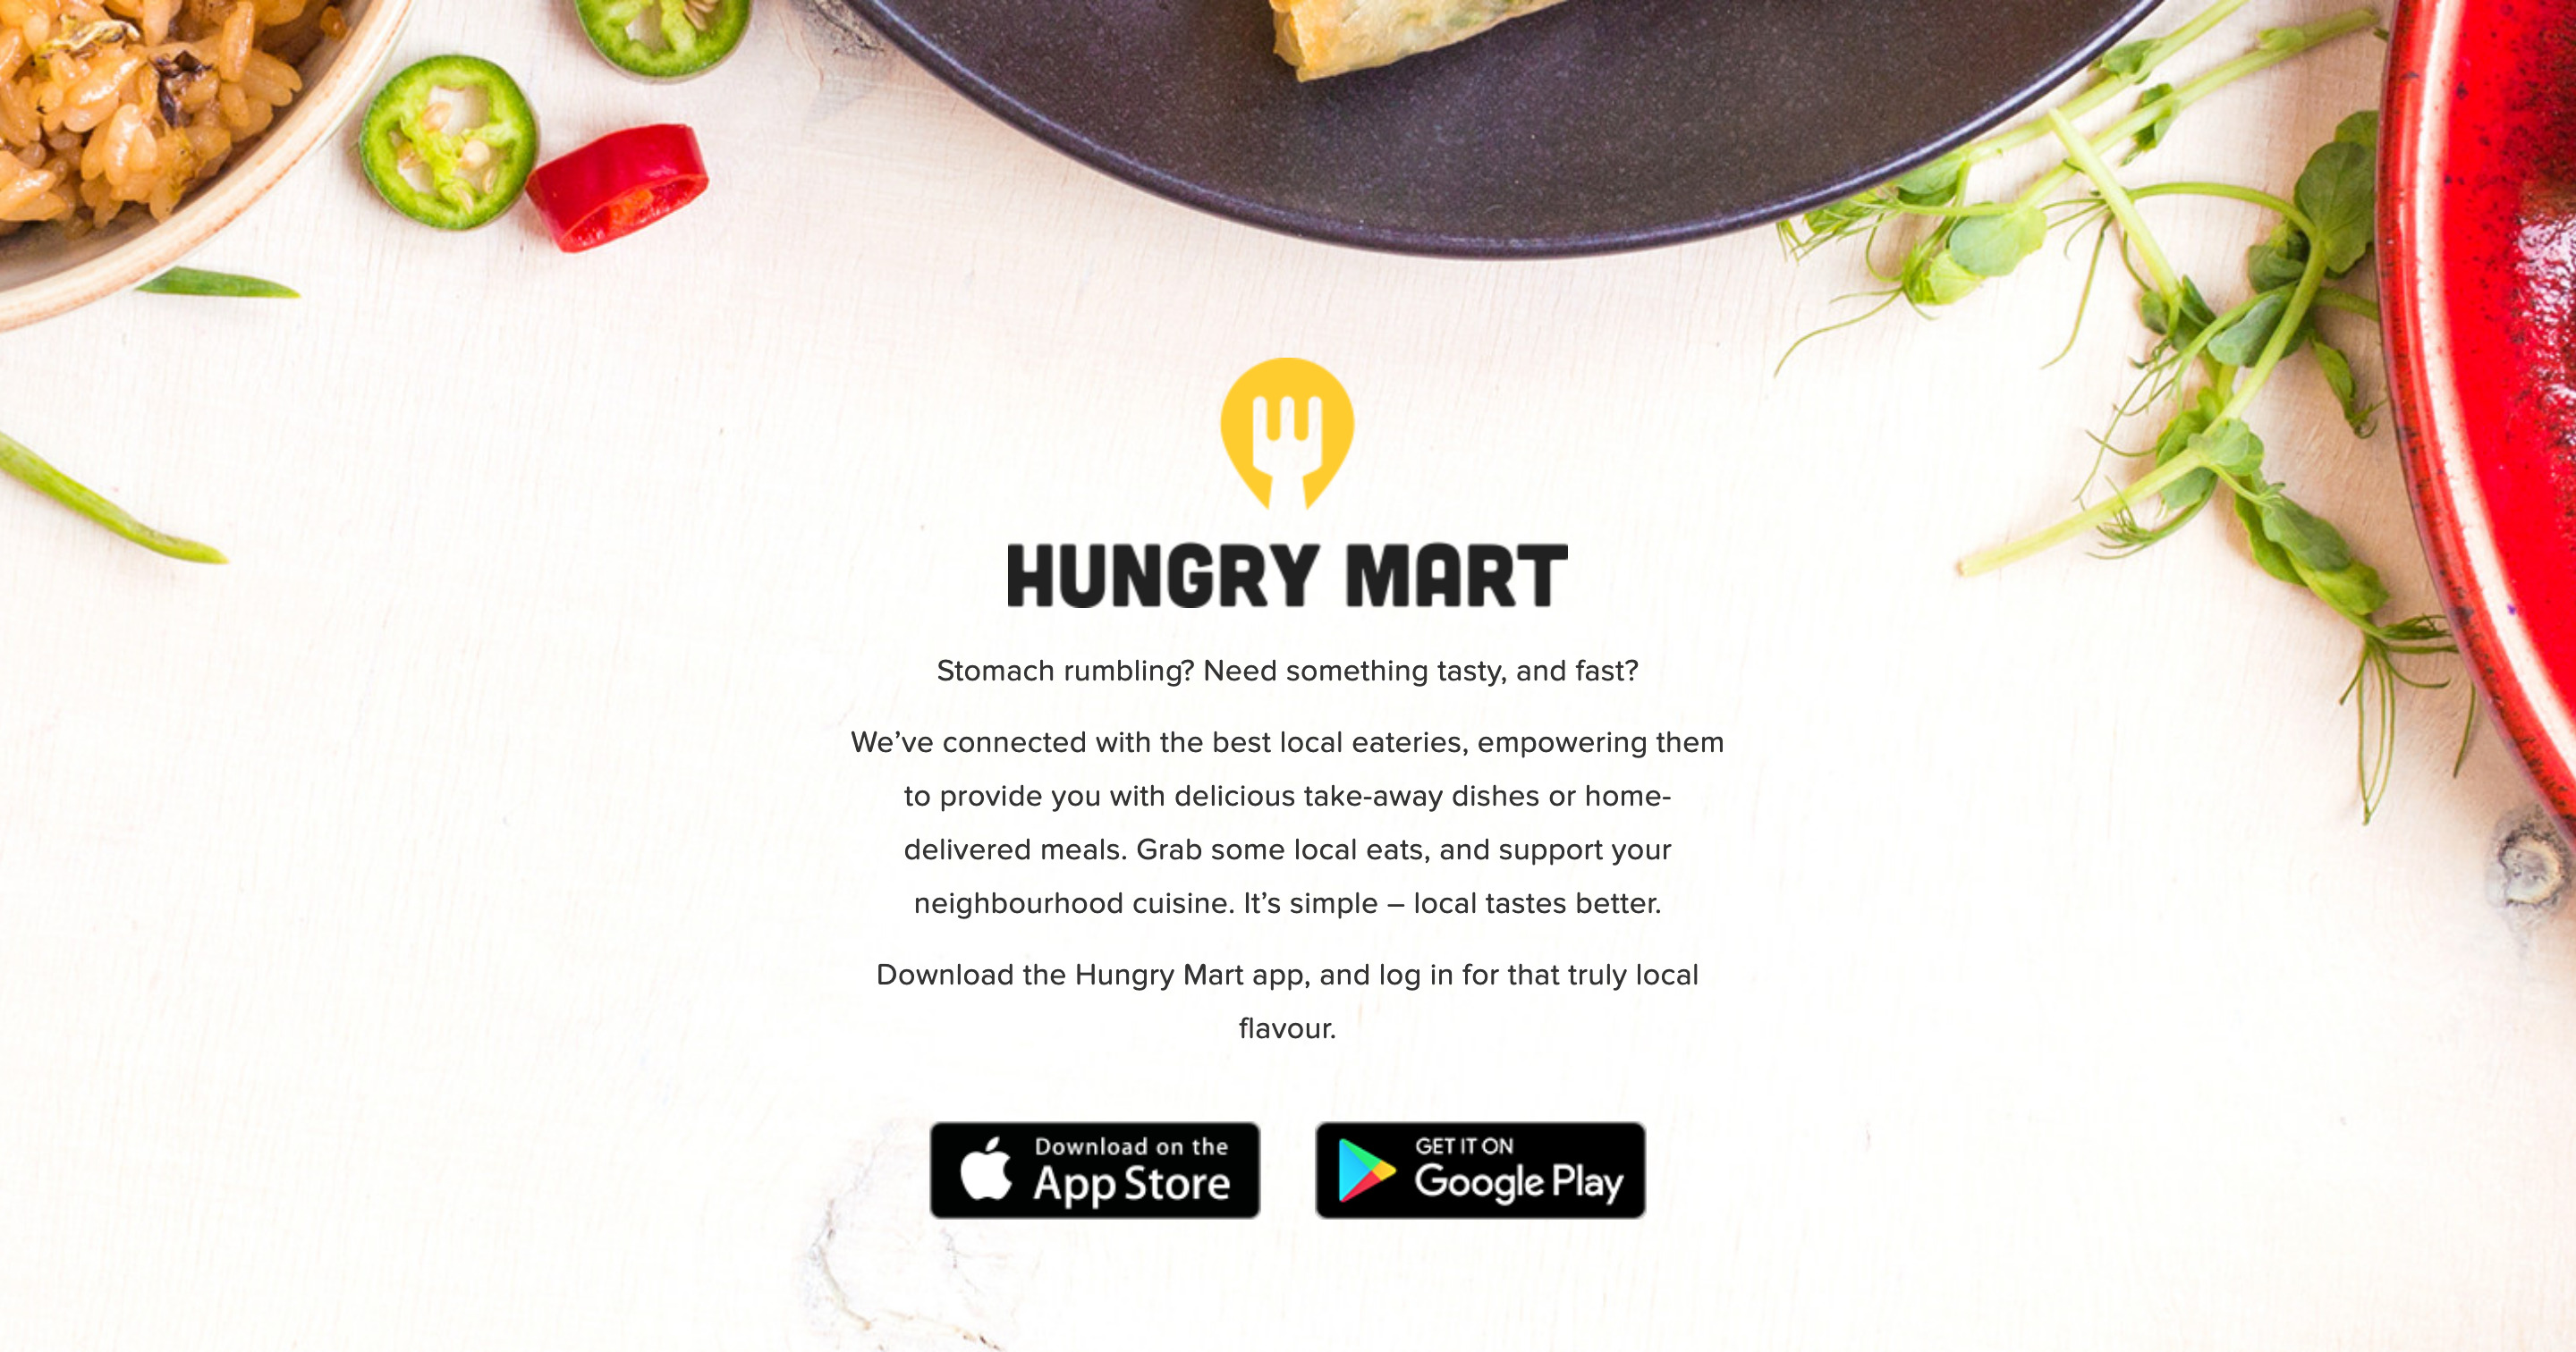 HUNGRY MART
Stomach rumbling? Need something tasty, and fast?
We’ve connected with the best local eateries, empowering them
to provide you with delicious take-away dishes or home-
delivered meals. Grab some local eats, and support your
neighbourhood cuisine. It’s simple – local tastes better.
Download the Hungry Mart app, and log in for that truly local
flavour.
Download on the
App Store
GET IT ON
Google Play